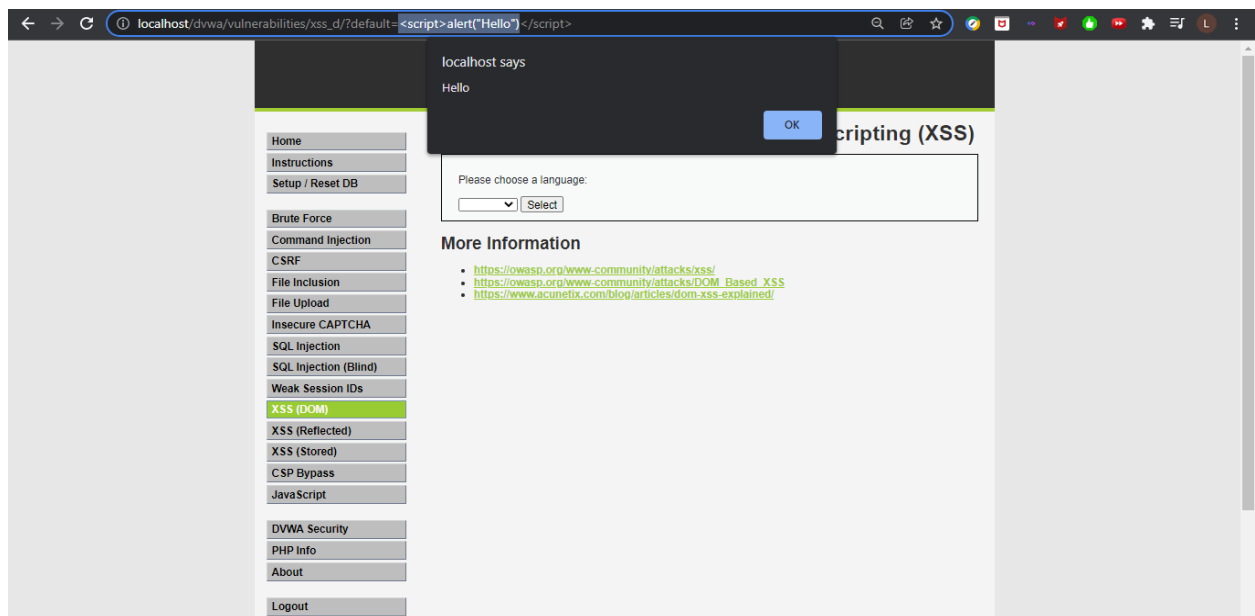 localhost/dvwa/vulnerabilities/xss_d/?default=<script>alert("Hello")</script>
L
localhost says
Hello
OK
cripting (XSS)
Home
Instructions
Setup / Reset DB
Brute Force
Command Injection
CSRF
File Inclusion
File Upload
Insecure CAPTCHA
SQL Injection
SQL Injection (Blind)
Weak Session IDs
XSS (DOM)
XSS (Reflected)
XSS (Stored)
CSP Bypass
JavaScript
DVWA Security
PHP Info
About
Logout
Please choose a language:
Select
More Information
https://owasp.org/www-community/attacks/xss/
https://owasp.org/www-community/attacks/DOM_Based_XSS
https://www.acunetix.com/blog/articles/dom-xss-explained/